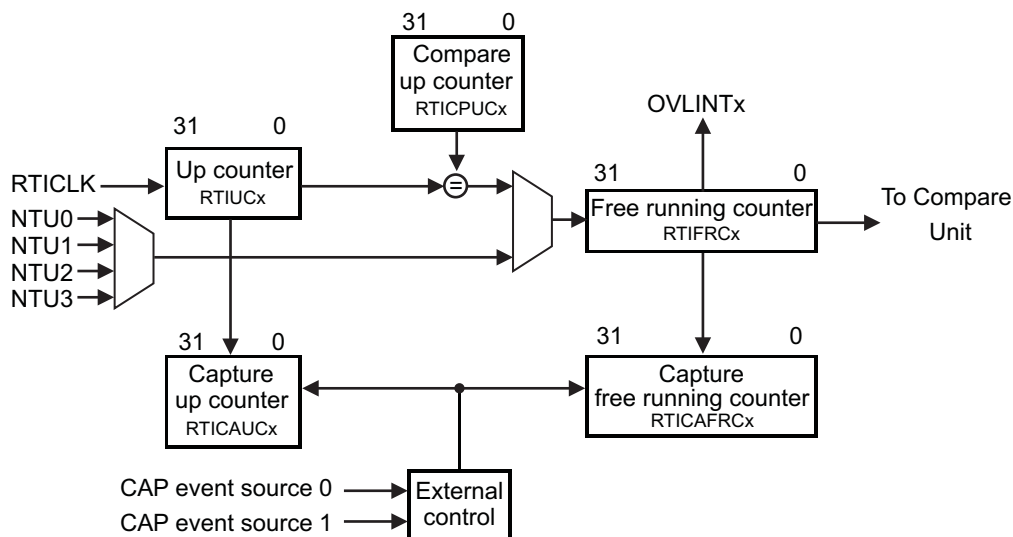 31 0
Compare
up counter
RTICPUCx
OVLINTx
31 0
Up counter
RTIUCx
RTICLK
=
31 0
Free running counter
RTIFRCx
To Compare
Unit
NTU0
NTU1
NTU2
NTU3
31 0
Capture
up counter
RTICAUCx
31 0
Capture
free running counter
RTICAFRCx
CAP event source 0
CAP event source 1
External
control